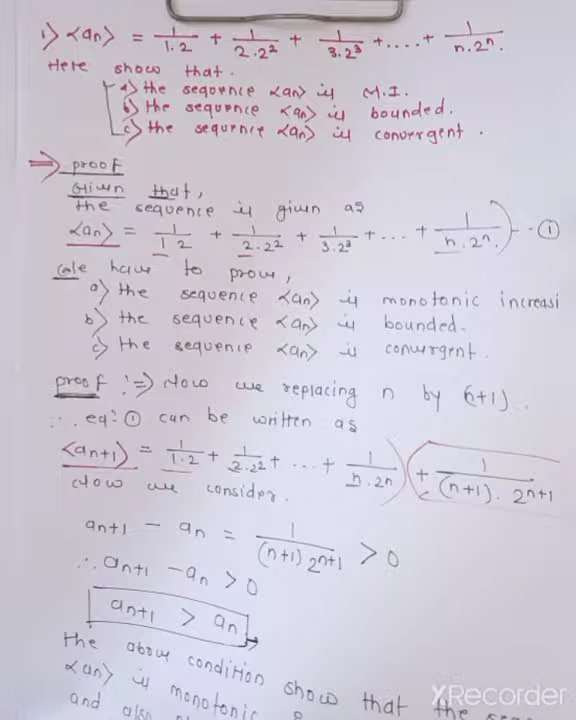 1) <an> = 1/1.2 + 1/2.2² + 1/3.2³ + .... + 1/n.2ⁿ.
Here show that.
a) the sequence <an> is M.I.
b) the sequence <an> is bounded.
c) the sequence <an> is convergent.
⇒ proof
Given that,
the sequence is given as
<an> = 1/1.2 + 1/2.2² + 1/3.2³ + ... + 1/n.2ⁿ) - ①
We have to prove,
a) the sequence <an> is monotonic increasi
b) the sequence <an> is bounded.
c) the sequence <an> is convergent.
proof :⇒ Now we replacing n by (n+1).
∴ eqⁿ ① can be written as
<an+1> = 1/1.2 + 1/2.2² + ... + 1/n.2n) (+ 1/(n+1).2ⁿ⁺¹
Now we consider.
an+1 - an = 1/(n+1)2ⁿ⁺¹ > 0
∴ an+1 - an > 0
an+1 > an
the above condition show that the
<an> is monotonic
and also
XRecorder